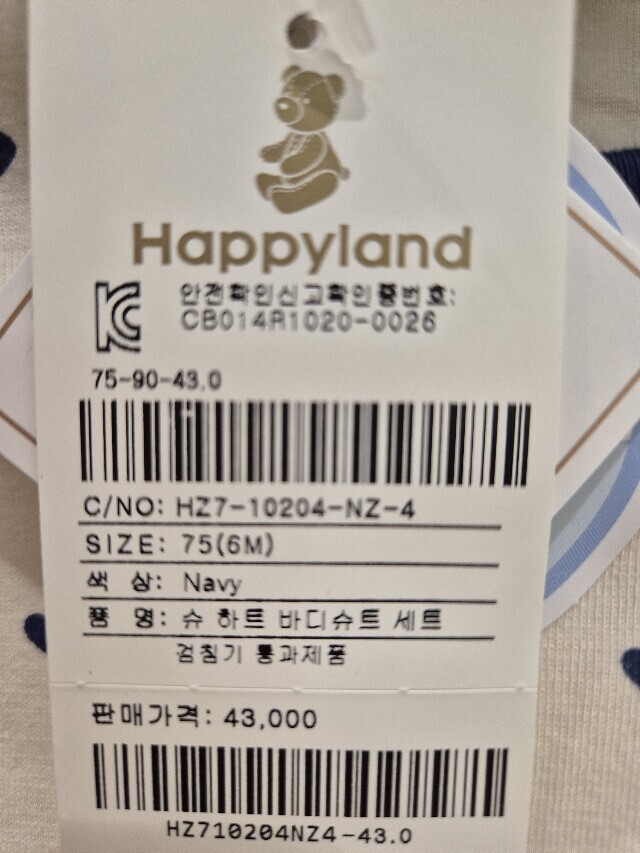 Happyland
안전확인신고확인증번호:
CB014R1020-0026
75-90-43.0
C/NO: HZ7-10204-NZ-4
SIZE: 75(6M)
색 상: Navy
품 명: 슈 하트 바디슈트 세트
검침기 통과제품
판매가격: 43,000
HZ710204NZ4-43.0